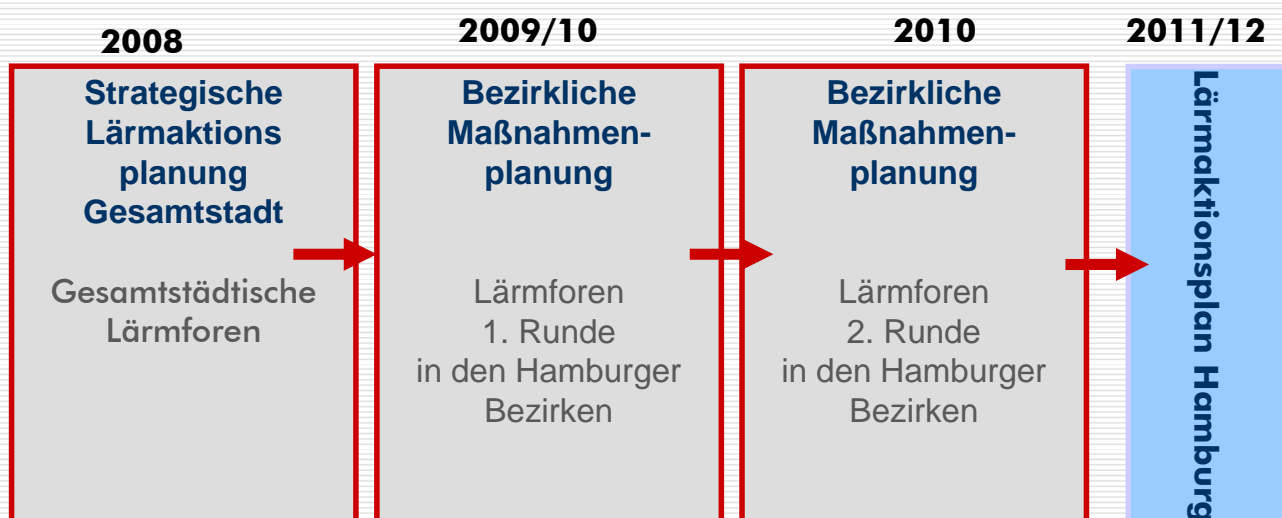 2008
Strategische
Lärmaktions
planung
Gesamtstadt
Gesamtstädtische
Lärmforen
2009/10
Bezirkliche
Maßnahmen-
planung
Lärmforen
1. Runde
in den Hamburger
Bezirken
2010
Bezirkliche
Maßnahmen-
planung
Lärmforen
2. Runde
in den Hamburger
Bezirken
2011/12
Lärmaktionsplan Hamburg